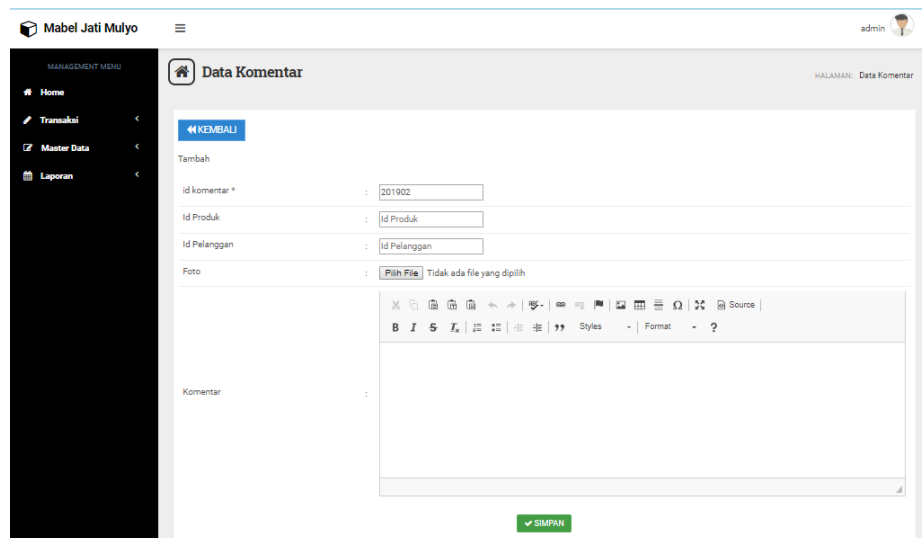 Mabel Jati Mulyo
admin
MANAGEMENT MENU
Home
Transaksi
Master Data
Laporan
Data Komentar
HALAMAN: Data Komentar
KEMBALI
Tambah
id komentar * : 201902
Id Produk : Id Produk
Id Pelanggan : Id Pelanggan
Foto : Pilih File Tidak ada file yang dipilih
Source
B I S Ix Styles Format ?
Komentar :
SIMPAN